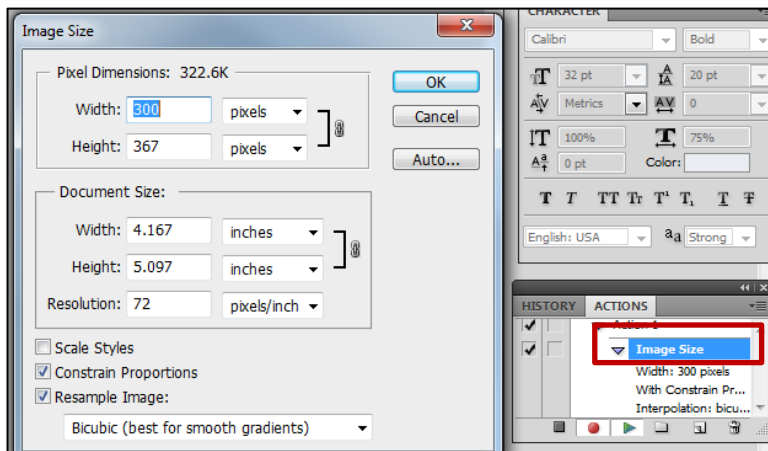 Image Size
Pixel Dimensions: 322.6K
Width: 300 pixels
Height: 367 pixels
OK
Cancel
Auto...
Document Size:
Width: 4.167 inches
Height: 5.097 inches
Resolution: 72 pixels/inch
Scale Styles
Constrain Proportions
Resample Image:
Bicubic (best for smooth gradients)
CHARACTER
Calibri Bold
32 pt 20 pt
Metrics 0
100% 75%
0 pt Color:
T T TT Tr T¹ T₁ T T
English: USA aa Strong
HISTORY ACTIONS
Image Size
Width: 300 pixels
With Constrain Pr...
Interpolation: bicu...